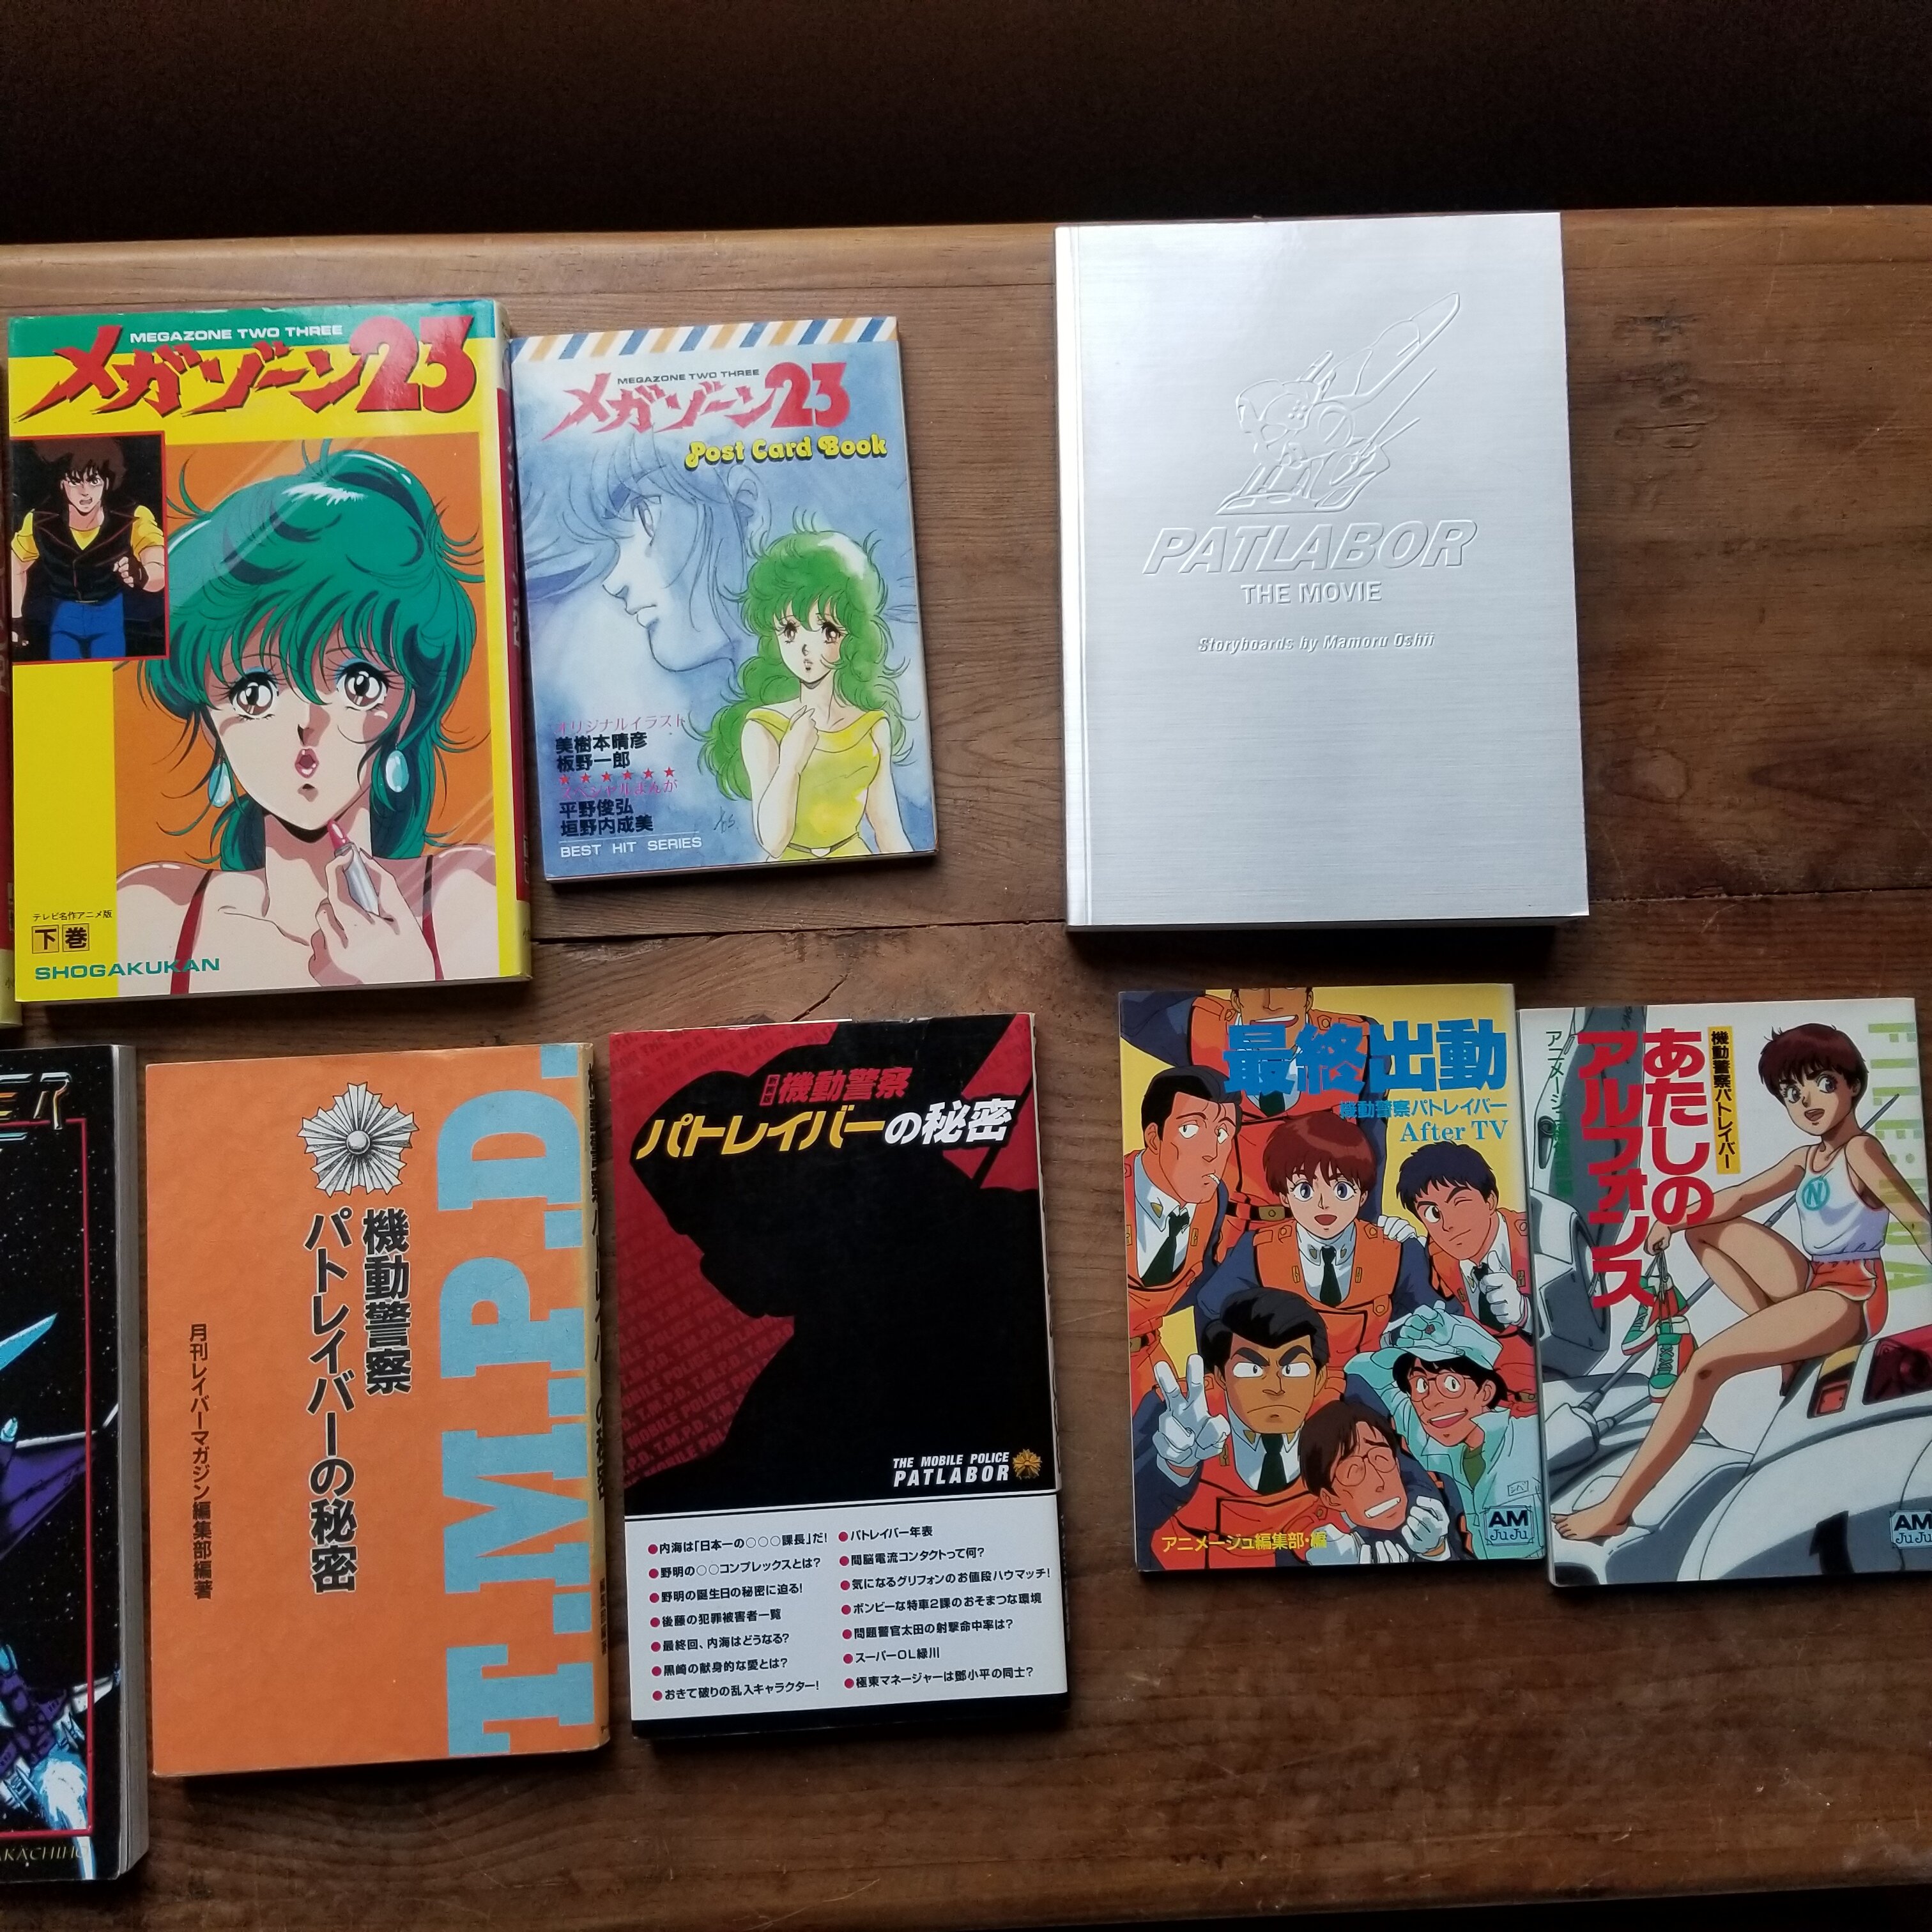 MEGAZONE TWO THREE
メガゾーン23
テレビ名作アニメ版
下巻
SHOGAKUKAN
MEGAZONE TWO THREE
メガゾーン23
Post Card Book
オリジナルイラスト
美樹本晴彦
板野一郎
★★★★★★
スペシャルまんが
平野俊弘
垣野内成美
BEST HIT SERIES
PATLABOR
THE MOVIE
Storyboards by Mamoru Oshii
AKACHIHO
機動警察
パトレイバーの秘密
月刊レイバーマガジン編集部編著
T.M.P.D.
機動警察
パトレイバーの秘密
THE MOBILE POLICE
PATLABOR
●内海は「日本一の○○○課長」だ!
●野明の○○コンプレックスとは?
●野明の誕生日の秘密に迫る!
●後藤の犯罪被害者一覧
●最終回、内海はどうなる?
●黒崎の献身的な愛とは?
●おきて破りの乱入キャラクター!
●パトレイバー年表
●間脳電流コンタクトって何?
●気になるグリフォンのお値段ハウマッチ!
●ボンビーな特車2課のおそまつな環境
●問題警官太田の射撃命中率は?
●スーパーOL緑川
●極東マネージャーは鄧小平の同士?
最終出動
機動警察パトレイバー
After TV
アニメージュ編集部・編
AM
JuJu
機動警察パトレイバー
あたしの
アルフォンス
アニメージュ
N
AM
JuJu